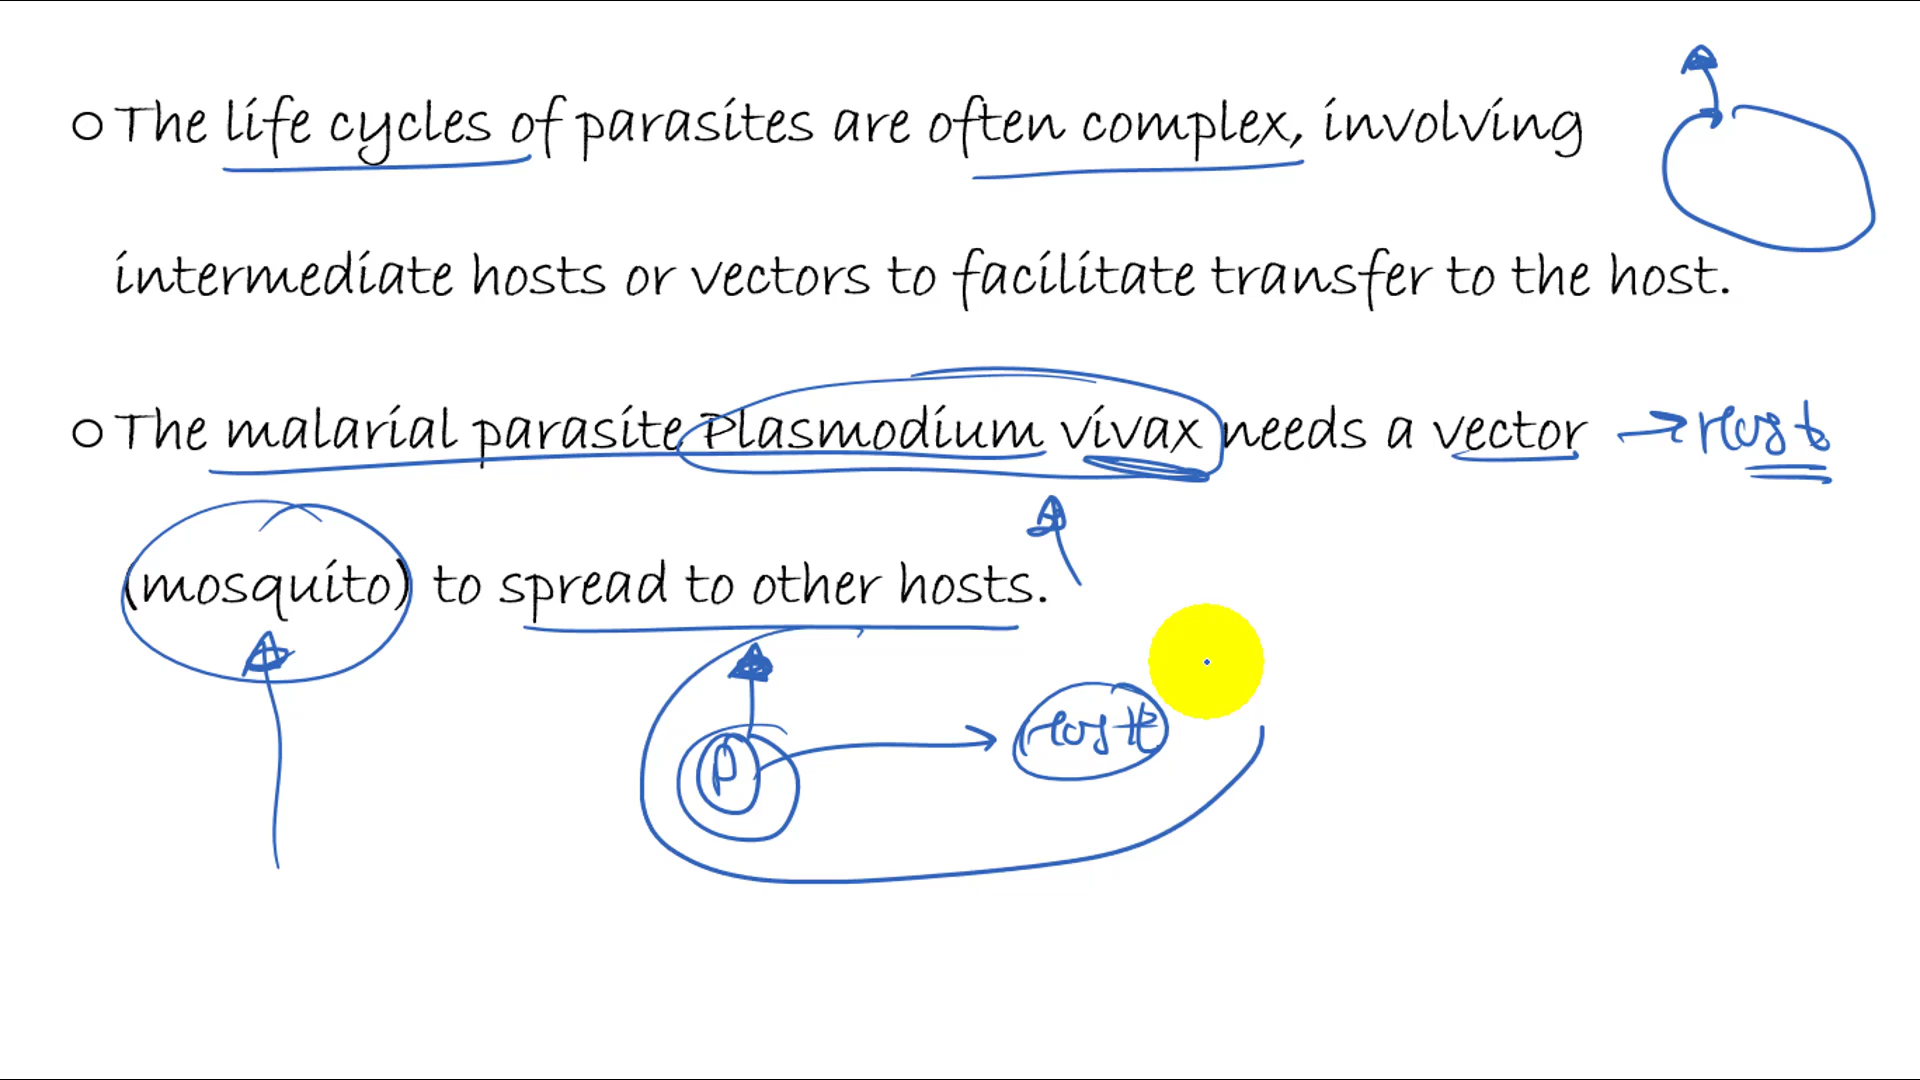 The life cycles of parasites are often complex, involving
intermediate hosts or vectors to facilitate transfer to the host.
The malarial parasite Plasmodium vivax needs a vector → Host
(mosquito) to spread to other hosts.
P → Host